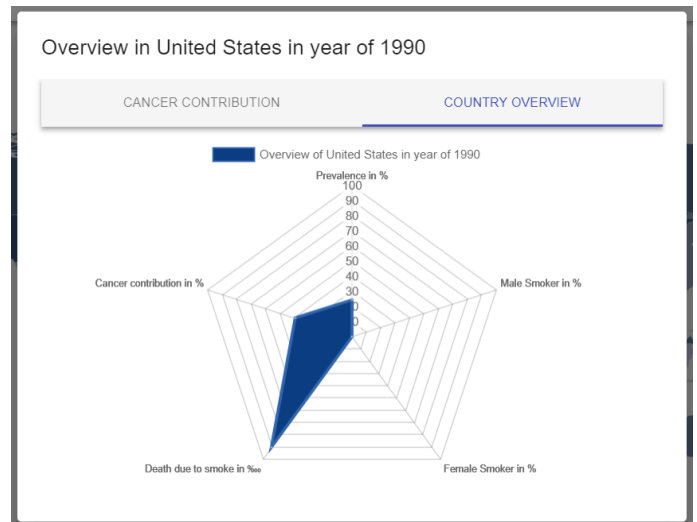 Overview in United States in year of 1990
CANCER CONTRIBUTION
COUNTRY OVERVIEW
Overview of United States in year of 1990
Prevalence in %
100
90
80
70
60
50
40
30
0
0
Cancer contribution in %
Male Smoker in %
Death due to smoke in ‱
Female Smoker in %